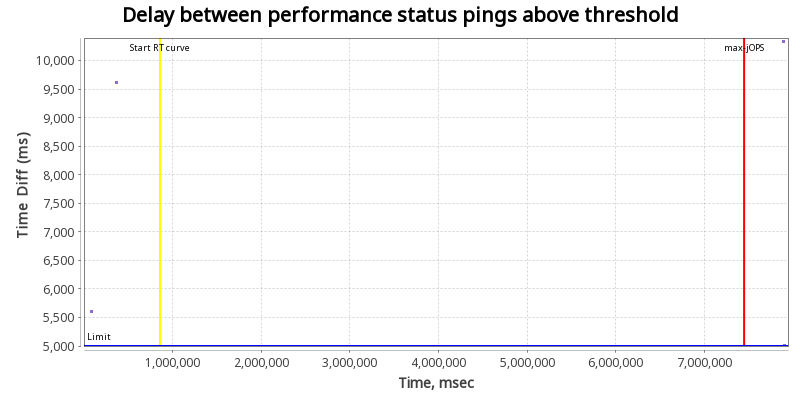 Delay between performance status pings above threshold
Start RT curve
max-jOPS
10,000
9,500
9,000
8,500
8,000
7,500
7,000
6,500
6,000
5,500
5,000
Time Diff (ms)
Limit
1,000,000 2,000,000 3,000,000 4,000,000 5,000,000 6,000,000 7,000,000
Time, msec